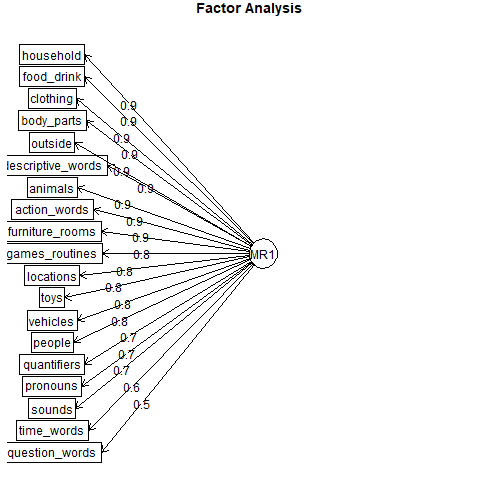 Factor Analysis
household
food_drink
clothing
body_parts
outside
descriptive_words
animals
action_words
furniture_rooms
games_routines
locations
toys
vehicles
people
quantifiers
pronouns
sounds
time_words
question_words
0.9
0.9
0.9
0.9
0.9
0.9
0.9
0.9
0.9
0.8
0.8
0.8
0.8
0.8
0.7
0.7
0.7
0.6
0.5
MR1